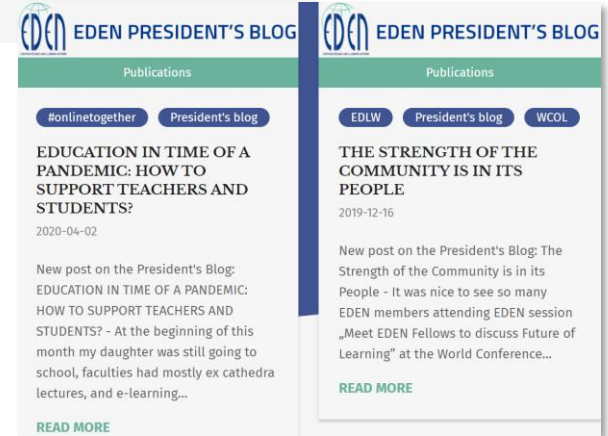 EDEN EDEN PRESIDENT'S BLOG
Publications
#onlinetogether President's blog
EDUCATION IN TIME OF A
PANDEMIC: HOW TO
SUPPORT TEACHERS AND
STUDENTS?
2020-04-02
New post on the President's Blog:
EDUCATION IN TIME OF A PANDEMIC:
HOW TO SUPPORT TEACHERS AND
STUDENTS? - At the beginning of this
month my daughter was still going to
school, faculties had mostly ex cathedra
lectures, and e-learning...
READ MORE
EDEN EDEN PRESIDENT'S BLOG
Publications
EDLW President's blog WCOL
THE STRENGTH OF THE
COMMUNITY IS IN ITS
PEOPLE
2019-12-16
New post on the President's Blog: The
Strength of the Community is in its
People - It was nice to see so many
EDEN members attending EDEN session
„Meet EDEN Fellows to discuss Future of
Learning” at the World Conference...
READ MORE